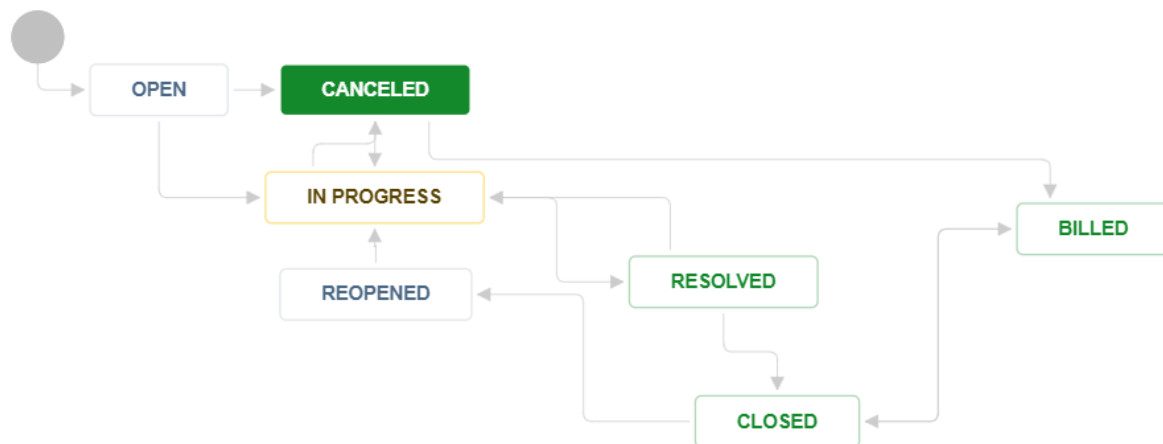 OPEN
CANCELED
IN PROGRESS
BILLED
RESOLVED
REOPENED
CLOSED